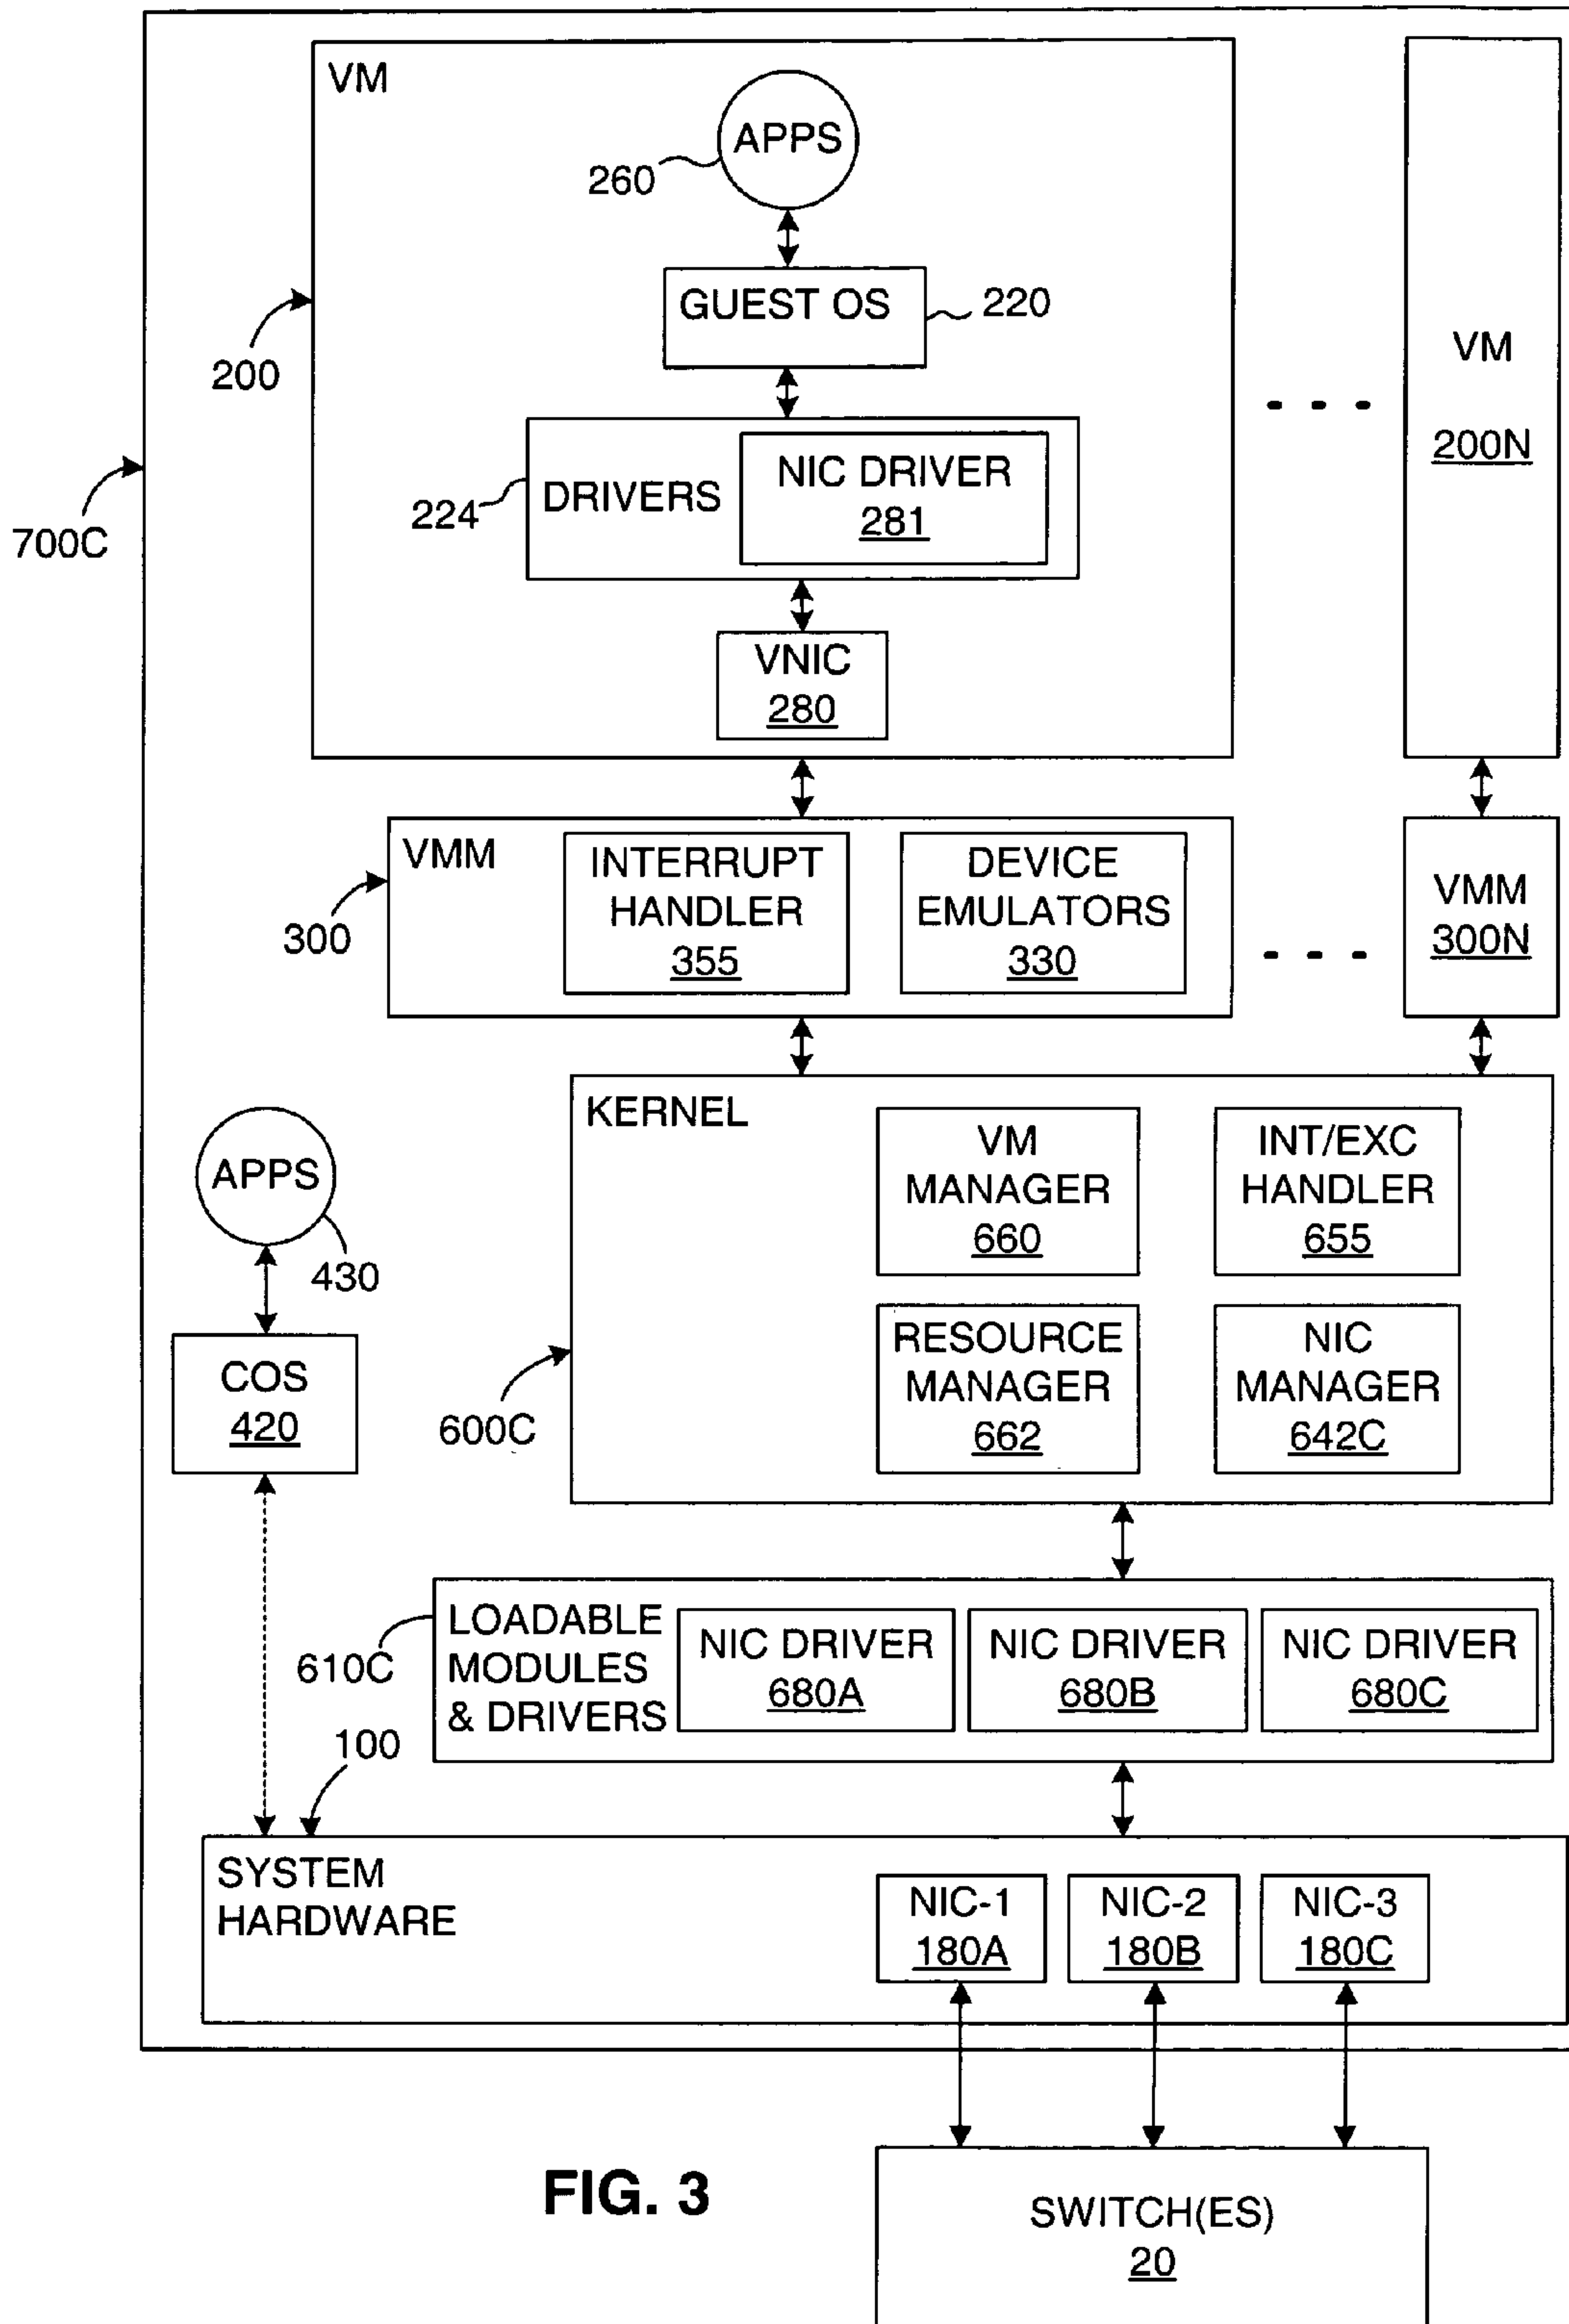 VM
APPS
260
GUEST OS
220
200
VM
200N
DRIVERS
NIC DRIVER
281
224
700C
VNIC
280
VMM
INTERRUPT
HANDLER
355
DEVICE
EMULATORS
330
300
VMM
300N
KERNEL
VM
MANAGER
660
INT/EXC
HANDLER
655
APPS
430
RESOURCE
MANAGER
662
NIC
MANAGER
642C
COS
420
600C
LOADABLE
MODULES
& DRIVERS
NIC DRIVER
680A
NIC DRIVER
680B
NIC DRIVER
680C
610C
100
SYSTEM
HARDWARE
NIC-1
180A
NIC-2
180B
NIC-3
180C
FIG. 3
SWITCH(ES)
20